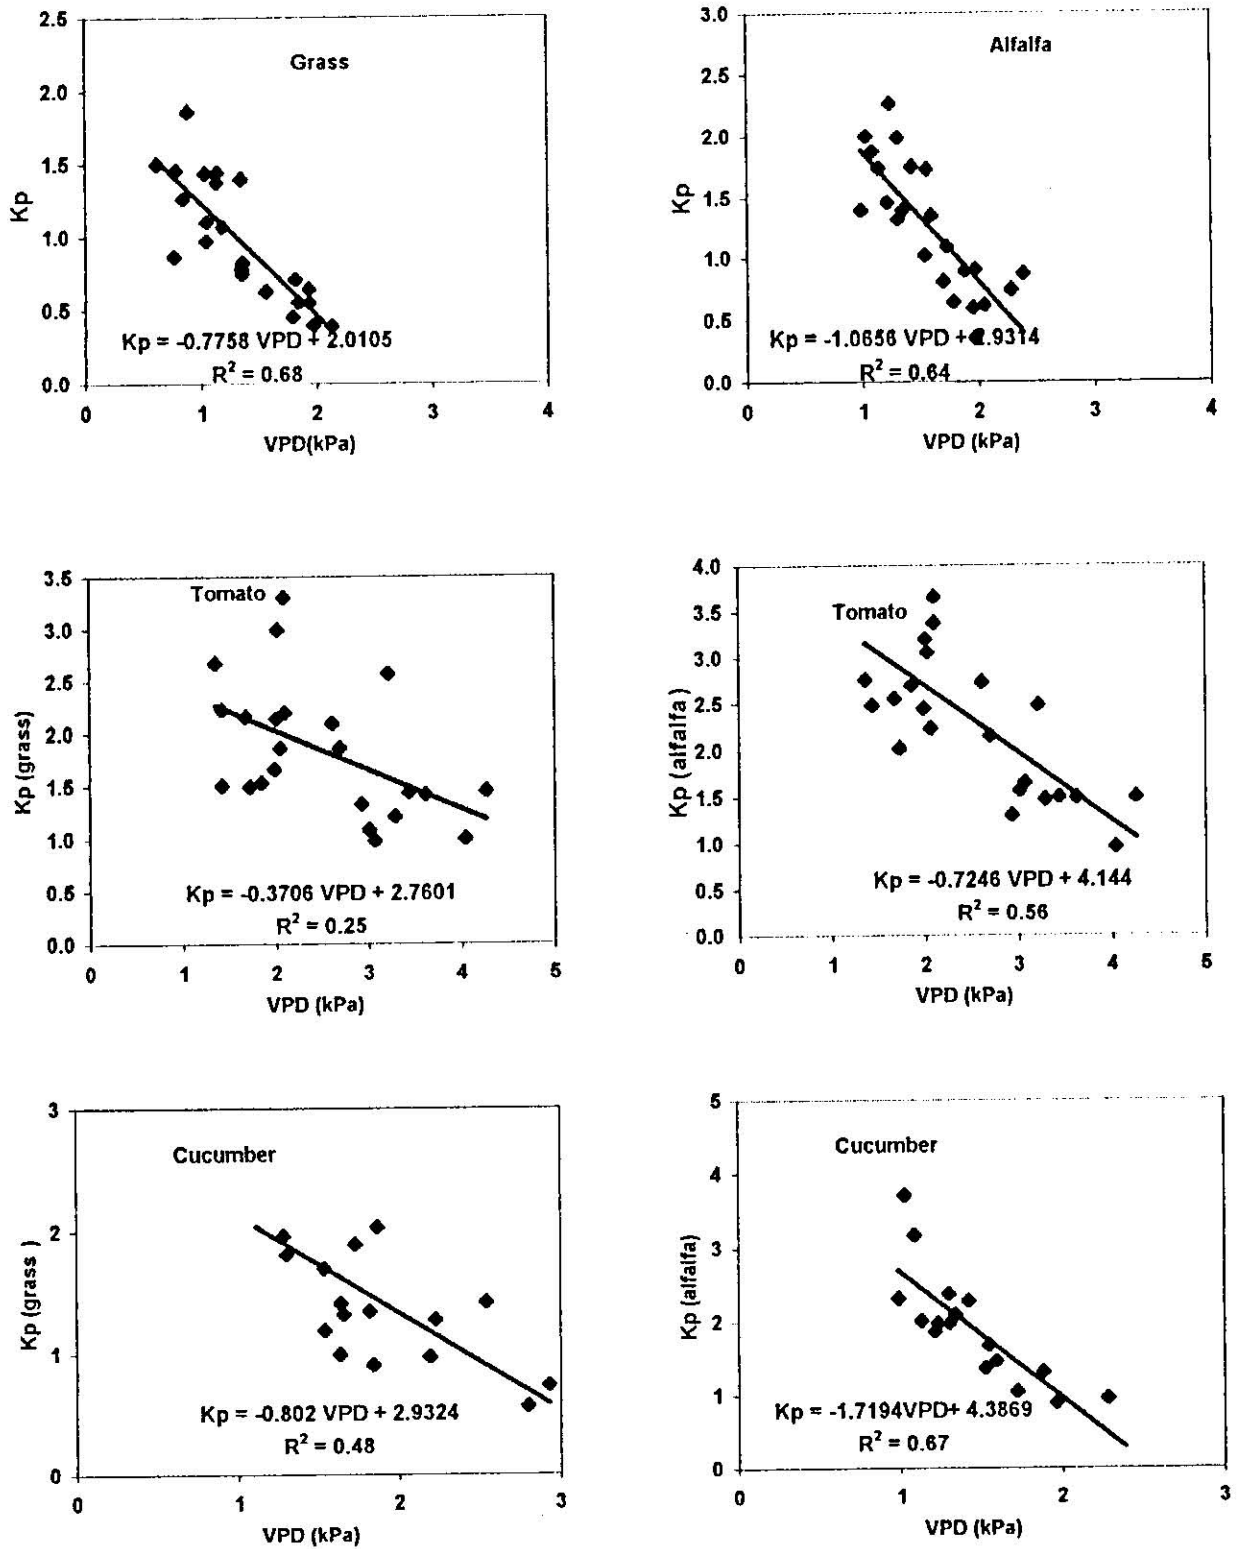 2.5
Grass
2.0
1.5
Kp
1.0
0.5
Kp = -0.7758 VPD + 2.0105
R² = 0.68
0.0
0 1 2 3 4
VPD(kPa)
3.0
Alfalfa
2.5
2.0
1.5
Kp
1.0
0.5
Kp = -1.0656 VPD + 2.9314
R² = 0.64
0.0
0 1 2 3 4
VPD (kPa)
3.5
Tomato
3.0
2.5
2.0
Kp (grass)
1.5
1.0
Kp = -0.3706 VPD + 2.7601
0.5
R² = 0.25
0.0
0 1 2 3 4 5
VPD (kPa)
4.0
Tomato
3.5
3.0
2.5
2.0
Kp (alfalfa)
1.5
1.0
Kp = -0.7246 VPD + 4.144
0.5
R² = 0.56
0.0
0 1 2 3 4 5
VPD (kPa)
3
Cucumber
2
Kp (grass )
1
Kp = -0.802 VPD + 2.9324
R² = 0.48
0
0 1 2 3
VPD (kPa)
5
Cucumber
4
3
Kp (alfalfa)
2
1
Kp = -1.7194VPD+ 4.3869
R² = 0.67
0
0 1 2 3
VPD (kPa)